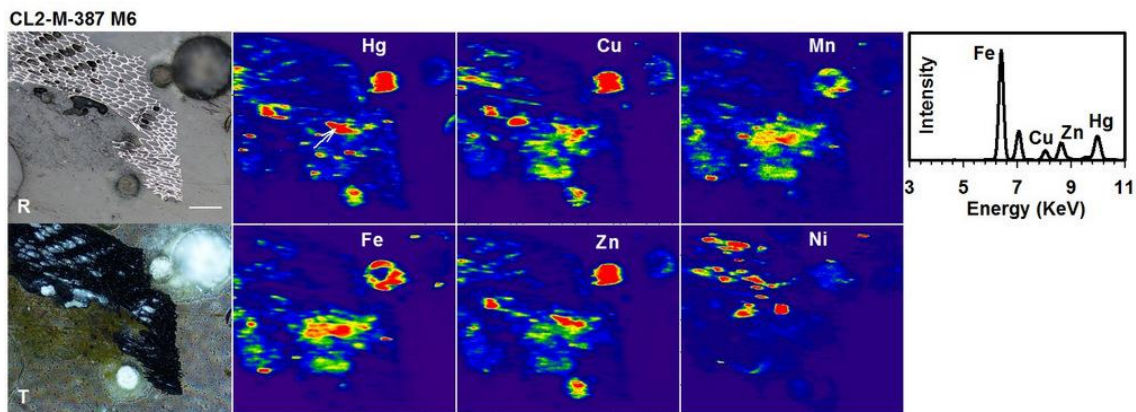 CL2-M-387 M6
R
Hg
Cu
Mn
T
Fe
Zn
Ni
Intensity
Fe
Cu
Zn
Hg
3 5 7 9 11
Energy (KeV)